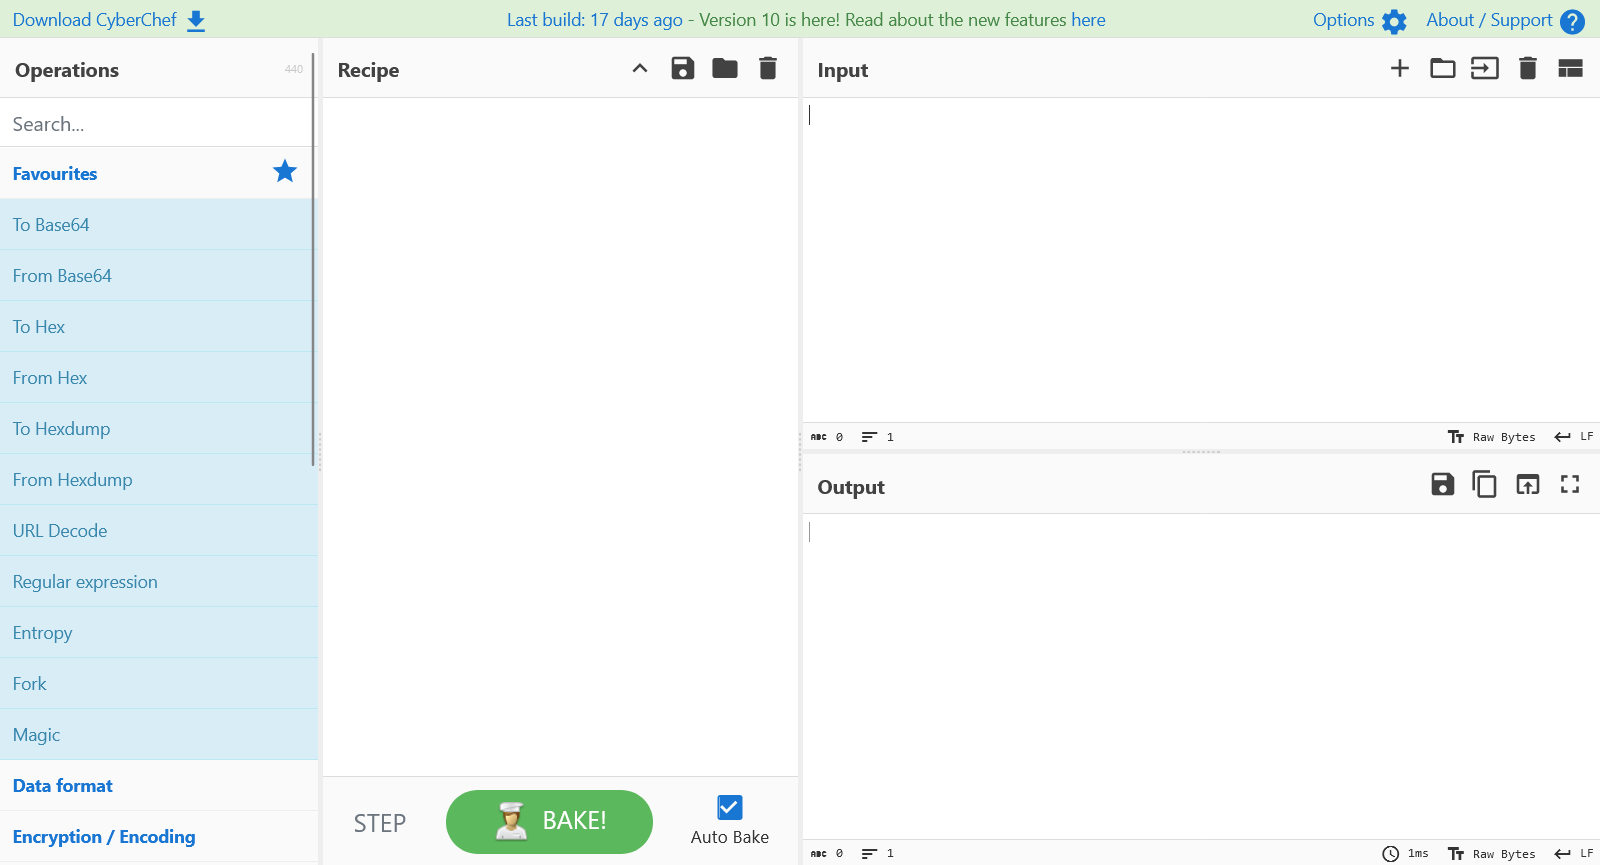 Download CyberChef
Last build: 17 days ago - Version 10 is here! Read about the new features here
Options
About / Support
Operations
440
Search...
Favourites
To Base64
From Base64
To Hex
From Hex
To Hexdump
From Hexdump
URL Decode
Regular expression
Entropy
Fork
Magic
Data format
Encryption / Encoding
Recipe
STEP
BAKE!
Auto Bake
Input
ABC 0 1
Raw Bytes LF
Output
ABC 0 1
1ms Raw Bytes LF